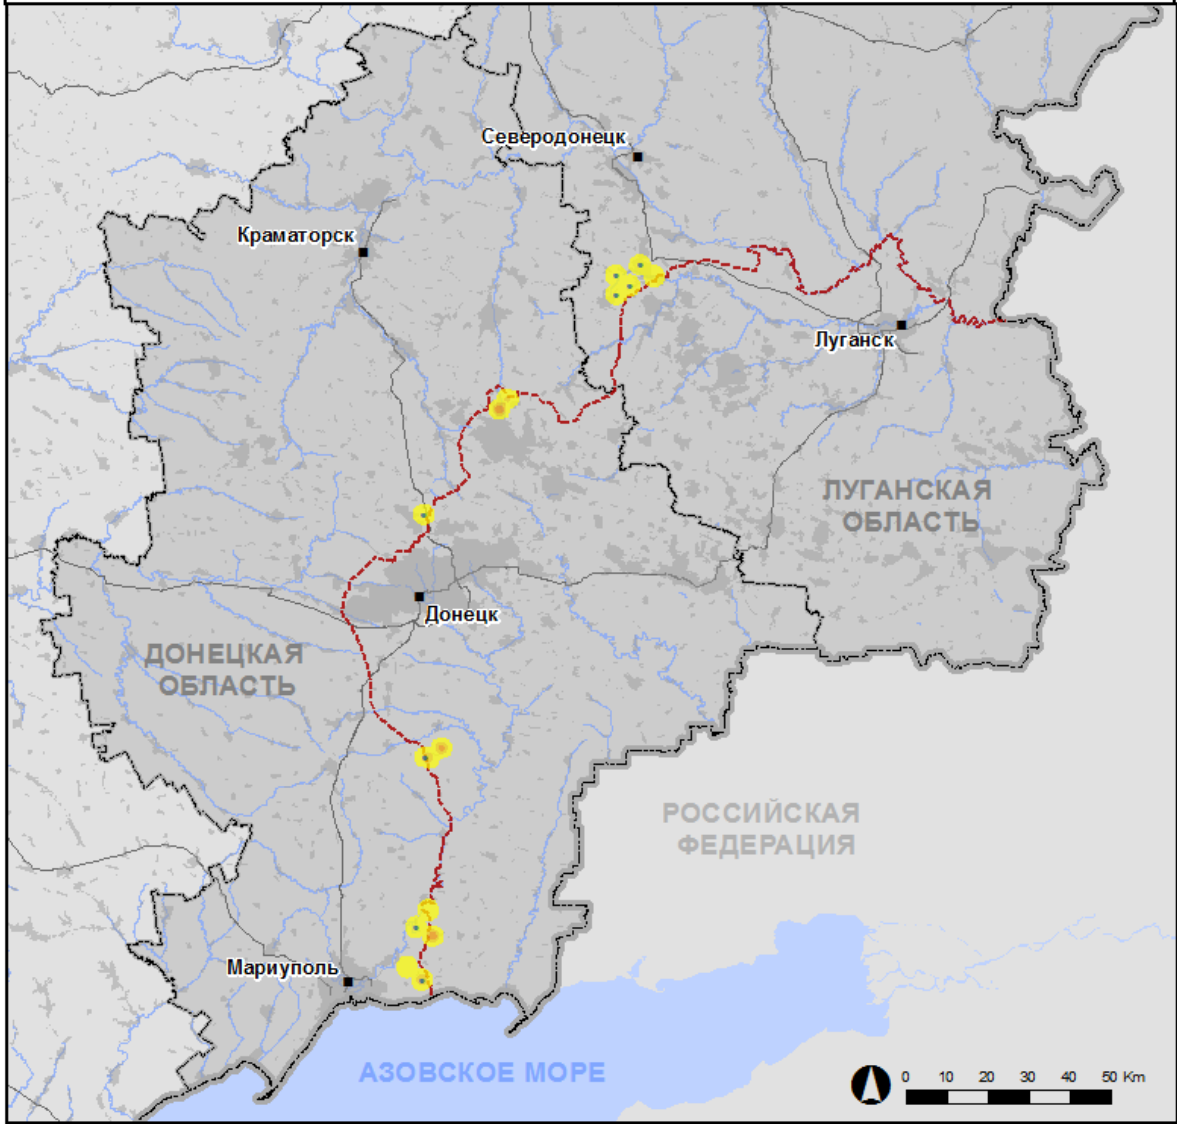 Северодонецк
Краматорск
Луганск
ЛУГАНСКАЯ
ОБЛАСТЬ
Донецк
ДОНЕЦКАЯ
ОБЛАСТЬ
РОССИЙСКАЯ
ФЕДЕРАЦИЯ
Мариуполь
АЗОВСКОЕ МОРЕ
0 10 20 30 40 50 Km